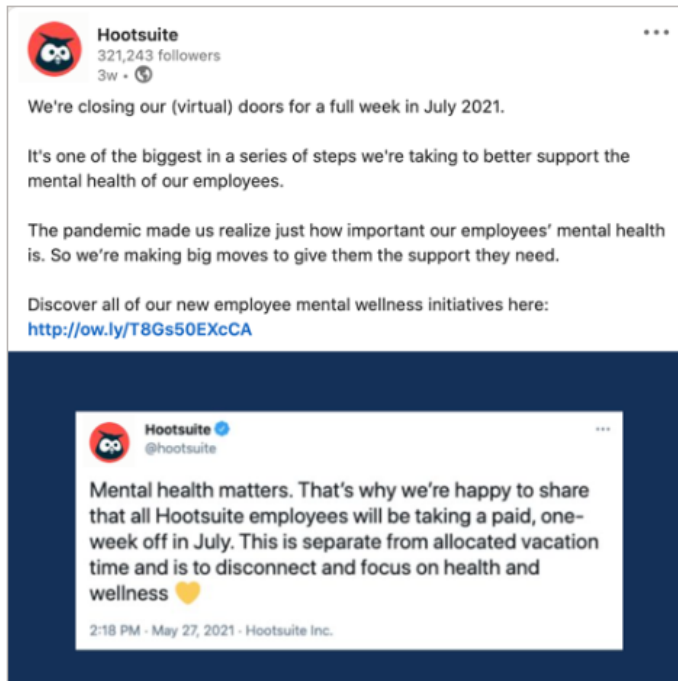 Hootsuite
321,243 followers
3w •
We're closing our (virtual) doors for a full week in July 2021.
It's one of the biggest in a series of steps we're taking to better support the
mental health of our employees.
The pandemic made us realize just how important our employees' mental health
is. So we're making big moves to give them the support they need.
Discover all of our new employee mental wellness initiatives here:
http://ow.ly/T8Gs50EXcCA
Hootsuite
@hootsuite
Mental health matters. That's why we're happy to share
that all Hootsuite employees will be taking a paid, one-
week off in July. This is separate from allocated vacation
time and is to disconnect and focus on health and
wellness 💛
2:18 PM · May 27, 2021 · Hootsuite Inc.